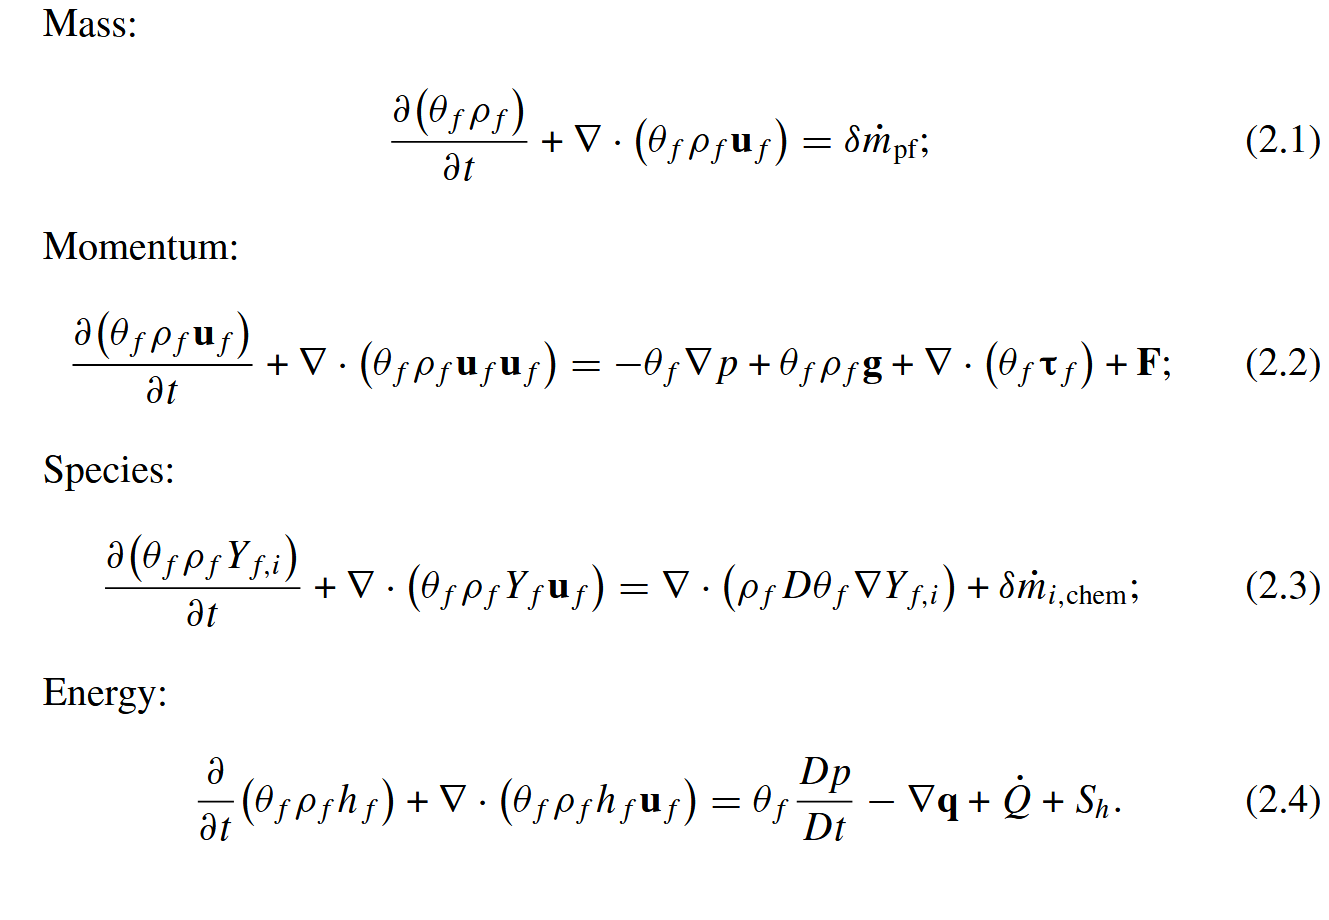 Mass:
∂(θ_f ρ_f)/∂t + ∇ · (θ_f ρ_f **u**_f) = δṁ_pf; (2.1)
Momentum:
∂(θ_f ρ_f **u**_f)/∂t + ∇ · (θ_f ρ_f **u**_f **u**_f) = −θ_f ∇p + θ_f ρ_f **g** + ∇ · (θ_f **τ**_f) + **F**; (2.2)
Species:
∂(θ_f ρ_f Y_{f,i})/∂t + ∇ · (θ_f ρ_f Y_f **u**_f) = ∇ · (ρ_f D θ_f ∇Y_{f,i}) + δṁ_{i,chem}; (2.3)
Energy:
∂/∂t (θ_f ρ_f h_f) + ∇ · (θ_f ρ_f h_f **u**_f) = θ_f Dp/Dt − ∇**q** + Q̇ + S_h. (2.4)